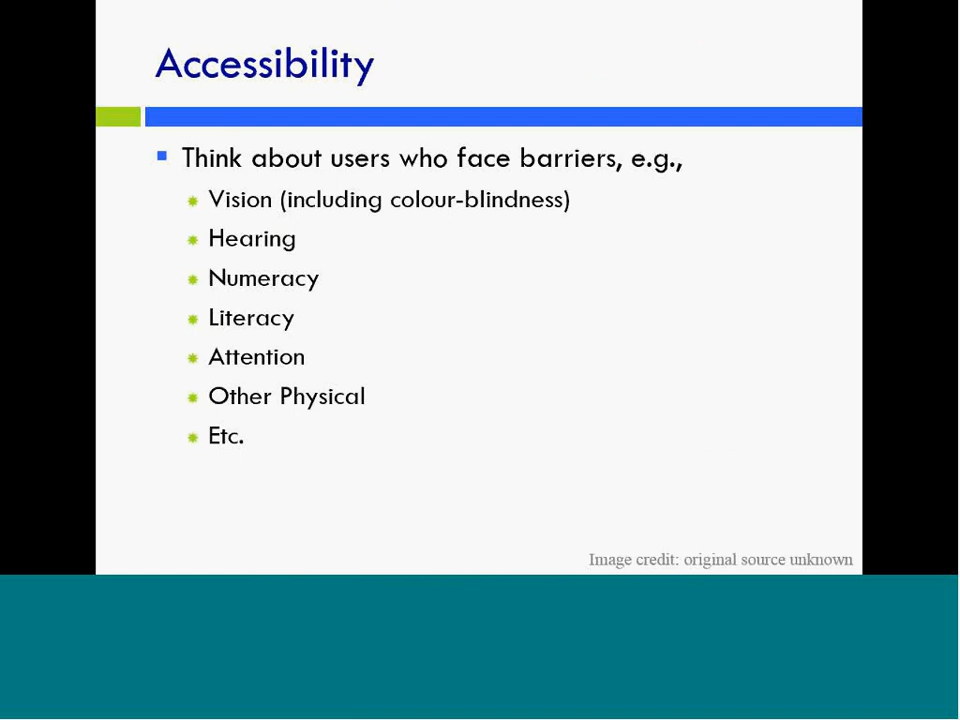 Accessibility
Think about users who face barriers, e.g.,
Vision (including colour-blindness)
Hearing
Numeracy
Literacy
Attention
Other Physical
Etc.
Image credit: original source unknown